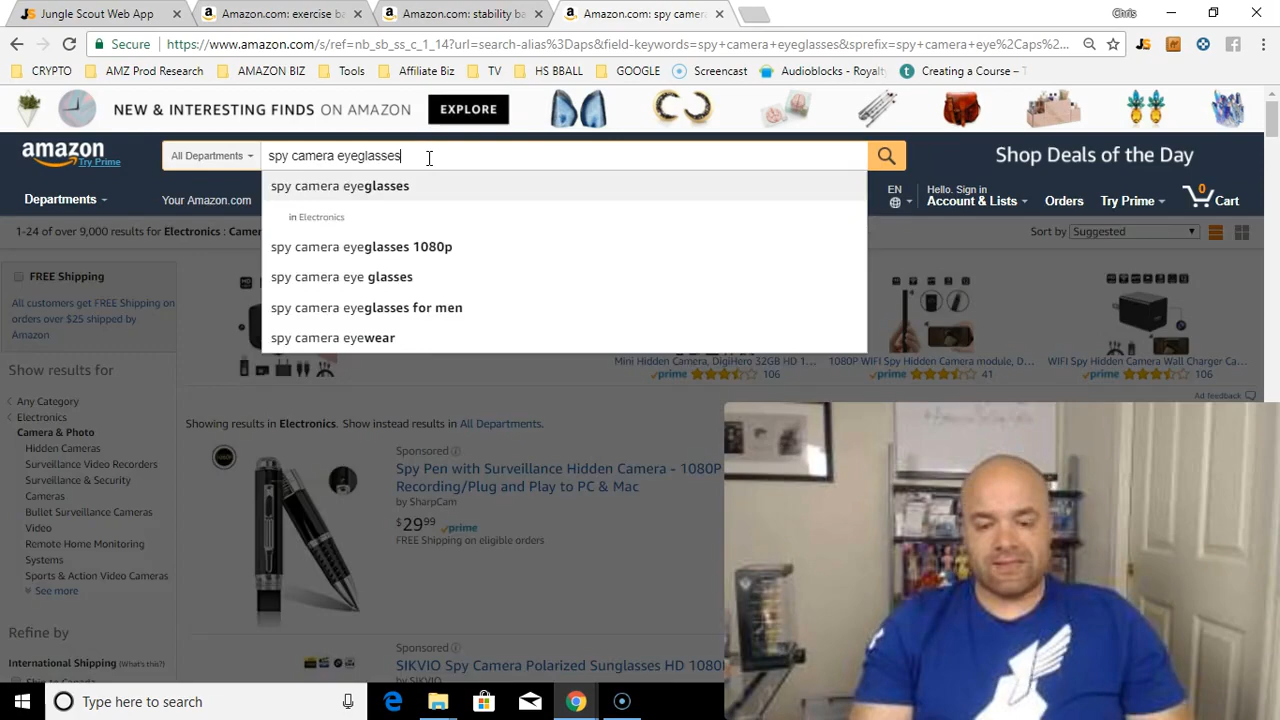 Jungle Scout Web App
Amazon.com: exercise ba
Amazon.com: stability ba
Amazon.com: spy camera
Chris
Secure
https://www.amazon.com/s/ref=nb_sb_ss_c_1_14?url=search-alias%3Daps&field-keywords=spy+camera+eyeglasses&sprefix=spy+camera+eye%2Caps%2...
CRYPTO
AMZ Prod Research
AMAZON BIZ
Tools
Affiliate Biz
TV
HS BBALL
GOOGLE
Screencast
Audioblocks - Royalty
Creating a Course – T
NEW & INTERESTING FINDS ON AMAZON
EXPLORE
amazon
Try Prime
All Departments
spy camera eyeglasses
Shop Deals of the Day
Departments
Your Amazon.com
EN
Hello. Sign in
Account & Lists
Orders
Try Prime
0
Cart
spy camera eyeglasses
in Electronics
spy camera eyeglasses 1080p
spy camera eye glasses
spy camera eyeglasses for men
spy camera eyewear
1-24 of over 9,000 results for Electronics : Came
Sort by
Suggested
FREE Shipping
All customers get FREE Shipping on
orders over $25 shipped by
Amazon
Show results for
Any Category
Electronics
Camera & Photo
Hidden Cameras
Surveillance Video Recorders
Surveillance & Security
Cameras
Bullet Surveillance Cameras
Video
Remote Home Monitoring
Systems
Sports & Action Video Cameras
See more
Refine by
International Shipping (What's this?)
Mini Hidden Camera, DigiHero 32GB HD 1...
prime
106
1080P WIFI Spy Hidden Camera module, D...
prime
41
WIFI Spy Hidden Camera Wall Charger Ca...
prime
106
Ad feedback
Showing results in Electronics. Show instead results in All Departments.
Sponsored
Spy Pen with Surveillance Hidden Camera - 1080P
Recording/Plug and Play to PC & Mac
by SharpCam
$29 99
prime
FREE Shipping on eligible orders
Sponsored
SIKVIO Spy Camera Polarized Sunglasses HD 1080
by SIKVIO
Type here to search